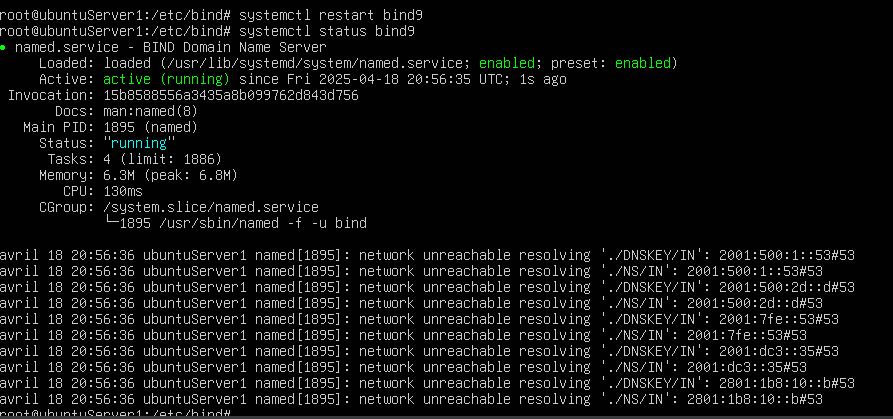 root@ubuntuServer1:/etc/bind# systemctl restart bind9
root@ubuntuServer1:/etc/bind# systemctl status bind9
● named.service - BIND Domain Name Server
Loaded: loaded (/usr/lib/systemd/system/named.service; enabled; preset: enabled)
Active: active (running) since Fri 2025-04-18 20:56:35 UTC; 1s ago
Invocation: 15b8588556a3435a8b099762d843d756
Docs: man:named(8)
Main PID: 1895 (named)
Status: "running"
Tasks: 4 (limit: 1886)
Memory: 6.3M (peak: 6.8M)
CPU: 130ms
CGroup: /system.slice/named.service
└─1895 /usr/sbin/named -f -u bind
avril 18 20:56:36 ubuntuServer1 named[1895]: network unreachable resolving './DNSKEY/IN': 2001:500:1::53#53
avril 18 20:56:36 ubuntuServer1 named[1895]: network unreachable resolving './NS/IN': 2001:500:1::53#53
avril 18 20:56:36 ubuntuServer1 named[1895]: network unreachable resolving './DNSKEY/IN': 2001:500:2d::d#53
avril 18 20:56:36 ubuntuServer1 named[1895]: network unreachable resolving './NS/IN': 2001:500:2d::d#53
avril 18 20:56:36 ubuntuServer1 named[1895]: network unreachable resolving './DNSKEY/IN': 2001:7fe::53#53
avril 18 20:56:36 ubuntuServer1 named[1895]: network unreachable resolving './NS/IN': 2001:7fe::53#53
avril 18 20:56:36 ubuntuServer1 named[1895]: network unreachable resolving './DNSKEY/IN': 2001:dc3::35#53
avril 18 20:56:36 ubuntuServer1 named[1895]: network unreachable resolving './NS/IN': 2001:dc3::35#53
avril 18 20:56:36 ubuntuServer1 named[1895]: network unreachable resolving './DNSKEY/IN': 2801:1b8:10::b#53
avril 18 20:56:36 ubuntuServer1 named[1895]: network unreachable resolving './NS/IN': 2801:1b8:10::b#53
root@ubuntuServer1:/etc/bind#